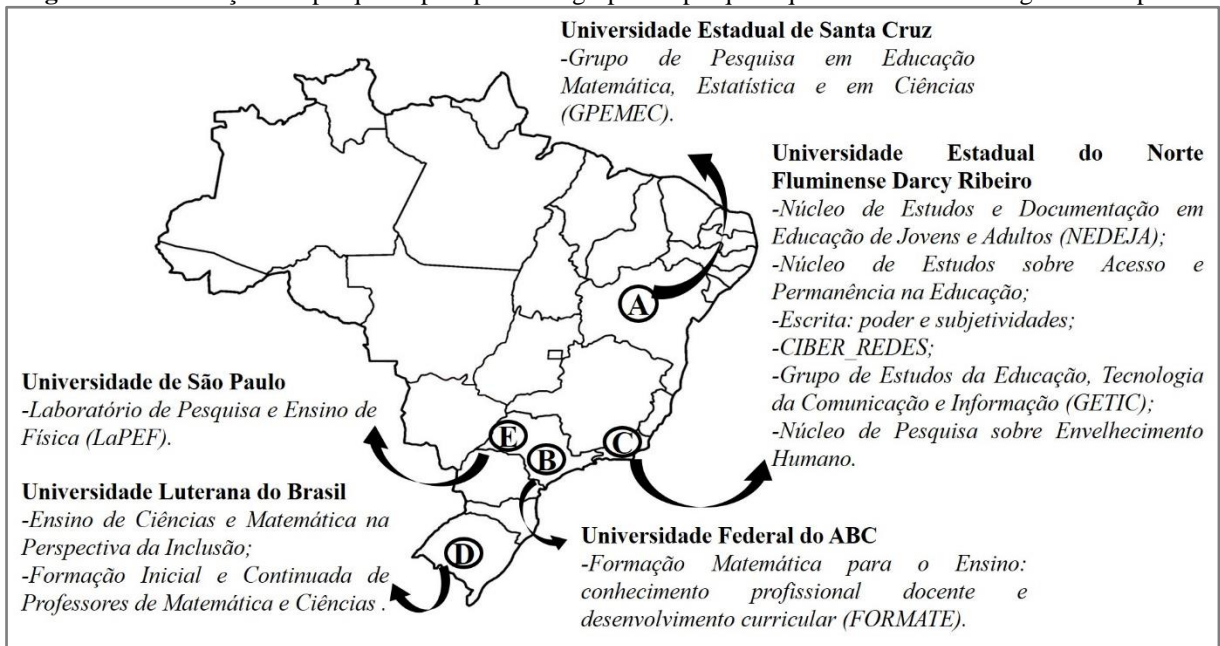 Universidade Estadual de Santa Cruz
-Grupo de Pesquisa em Educação
Matemática, Estatística e em Ciências
(GPEMEC).
Universidade Estadual do Norte
Fluminense Darcy Ribeiro
-Núcleo de Estudos e Documentação em
Educação de Jovens e Adultos (NEDEJA);
-Núcleo de Estudos sobre Acesso e
Permanência na Educação;
-Escrita: poder e subjetividades;
-CIBER_REDES;
-Grupo de Estudos da Educação, Tecnologia
da Comunicação e Informação (GETIC);
-Núcleo de Pesquisa sobre Envelhecimento
Humano.
A
Universidade de São Paulo
-Laboratório de Pesquisa e Ensino de
Física (LaPEF).
E
B
C
Universidade Luterana do Brasil
-Ensino de Ciências e Matemática na
Perspectiva da Inclusão;
-Formação Inicial e Continuada de
Professores de Matemática e Ciências .
D
Universidade Federal do ABC
-Formação Matemática para o Ensino:
conhecimento profissional docente e
desenvolvimento curricular (FORMATE).